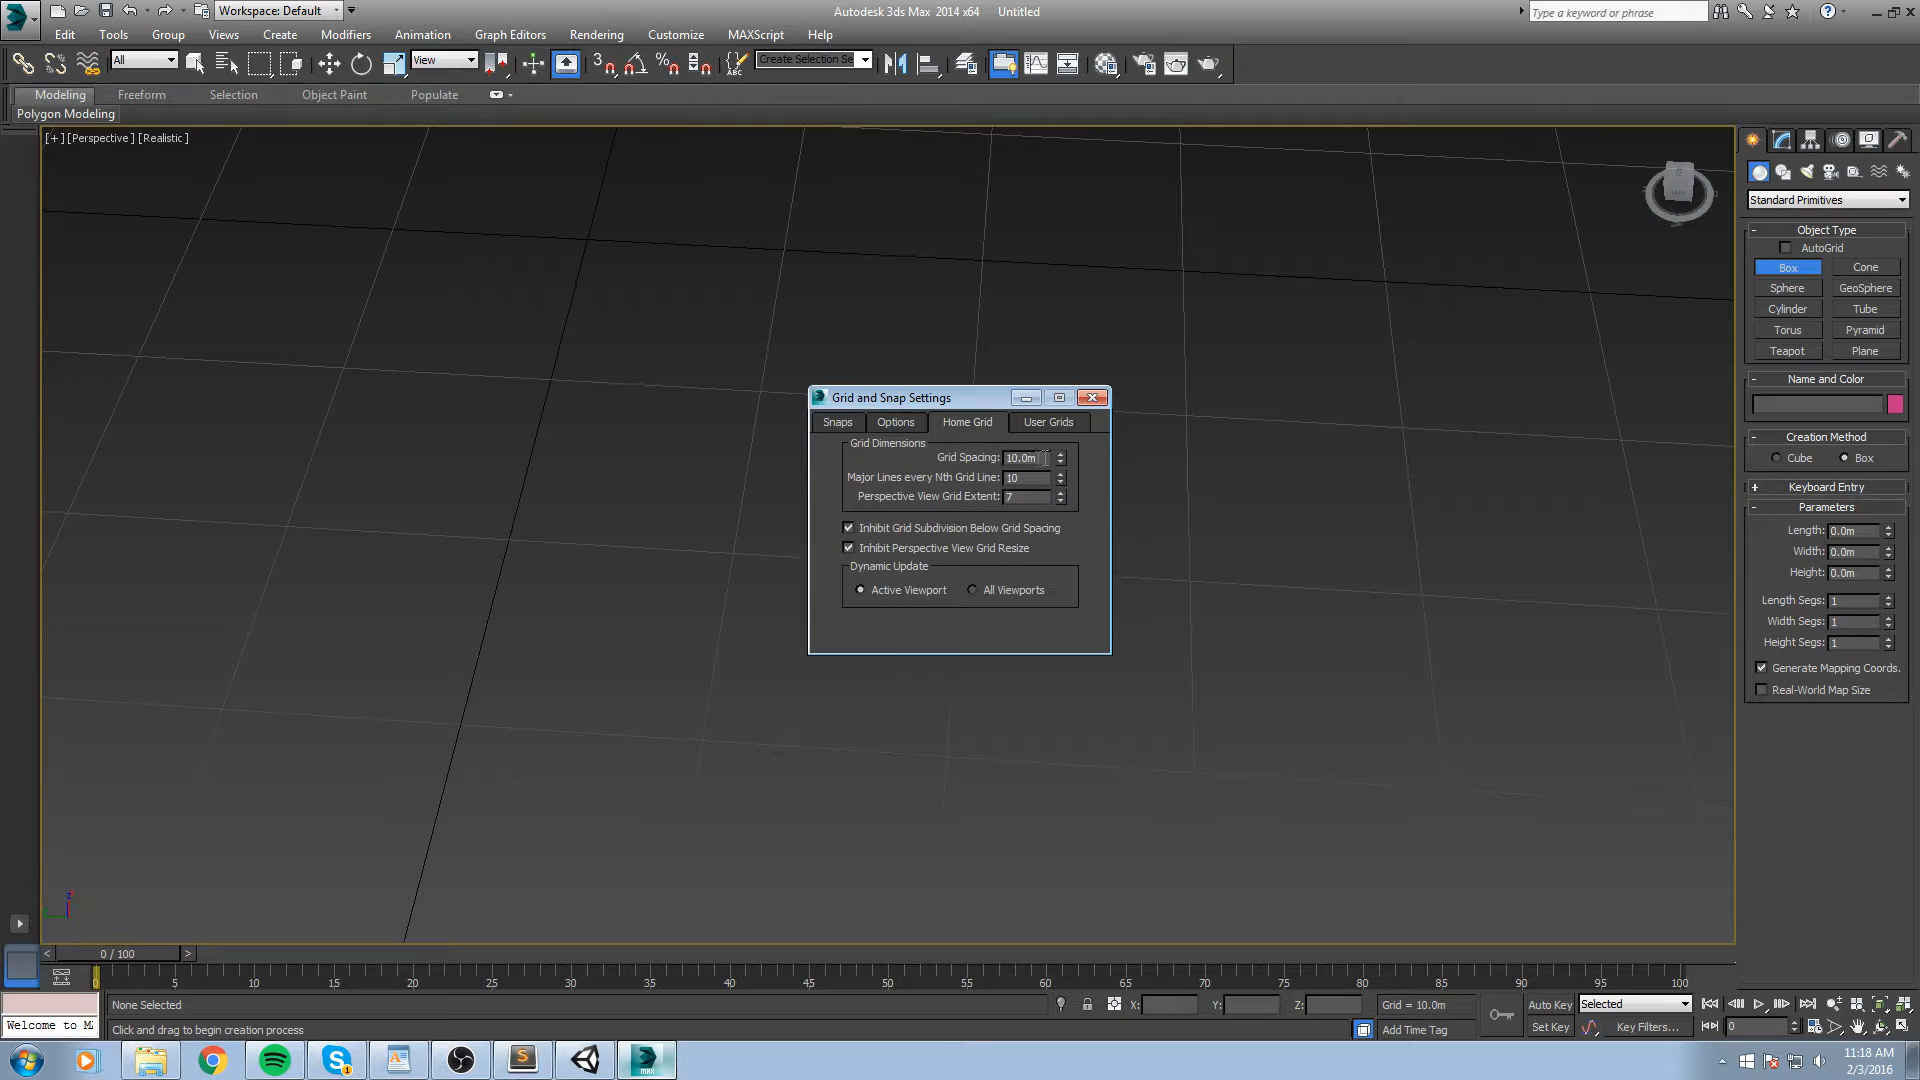 Workspace: Default
Autodesk 3ds Max 2014 x64 Untitled
Type a keyword or phrase
Edit Tools Group Views Create Modifiers Animation Graph Editors Rendering Customize MAXScript Help
All
View
3
ABC
Create Selection Se
Modeling Freeform Selection Object Paint Populate
Polygon Modeling
[+] [Perspective] [Realistic]
Standard Primitives
- Object Type
AutoGrid
Box Cone
Sphere GeoSphere
Cylinder Tube
Torus Pyramid
Teapot Plane
- Name and Color
- Creation Method
Cube Box
+ Keyboard Entry
- Parameters
Length: 0.0m
Width: 0.0m
Height: 0.0m
Length Segs: 1
Width Segs: 1
Height Segs: 1
Generate Mapping Coords.
Real-World Map Size
Grid and Snap Settings
Snaps Options Home Grid User Grids
Grid Dimensions
Grid Spacing: 10.0m
Major Lines every Nth Grid Line: 10
Perspective View Grid Extent: 7
Inhibit Grid Subdivision Below Grid Spacing
Inhibit Perspective View Grid Resize
Dynamic Update
Active Viewport All Viewports
z
< 0 / 100 >
0 5 10 15 20 25 30 35 40 45 50 55 60 65 70 75 80 85 90 95 100
None Selected
X: Y: Z: Grid = 10.0m
Auto Key Selected
Welcome to M
Click and drag to begin creation process
Add Time Tag
Set Key Key Filters... 0
MAX
11:18 AM
2/3/2016